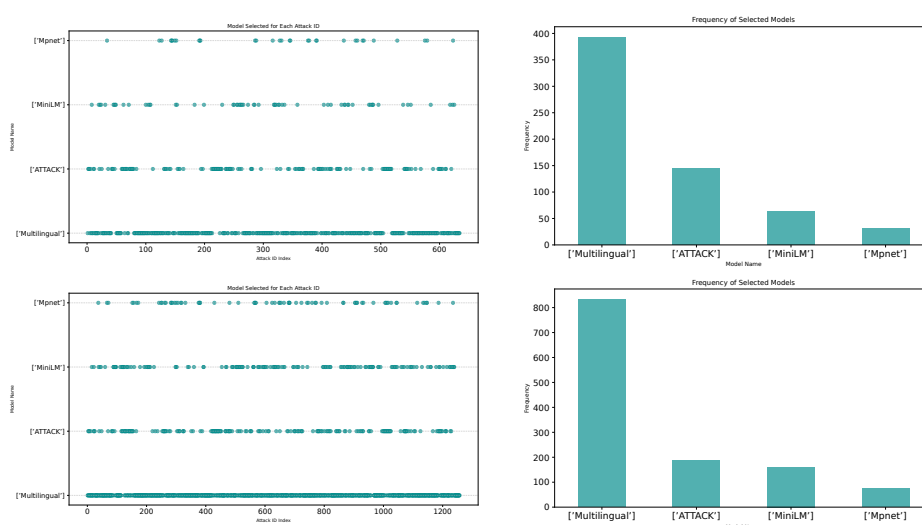 Model Selected for Each Attack ID
['Mpnet']
['MiniLM']
['ATTACK']
['Multilingual']
Model Name
0 100 200 300 400 500 600
Attack ID Index
Frequency of Selected Models
400
350
300
250
200
150
100
50
0
Frequency
['Multilingual'] ['ATTACK'] ['MiniLM'] ['Mpnet']
Model Name
Model Selected for Each Attack ID
['Mpnet']
['MiniLM']
['ATTACK']
['Multilingual']
Model Name
0 200 400 600 800 1000 1200
Attack ID Index
Frequency of Selected Models
800
700
600
500
400
300
200
100
0
Frequency
['Multilingual'] ['ATTACK'] ['MiniLM'] ['Mpnet']